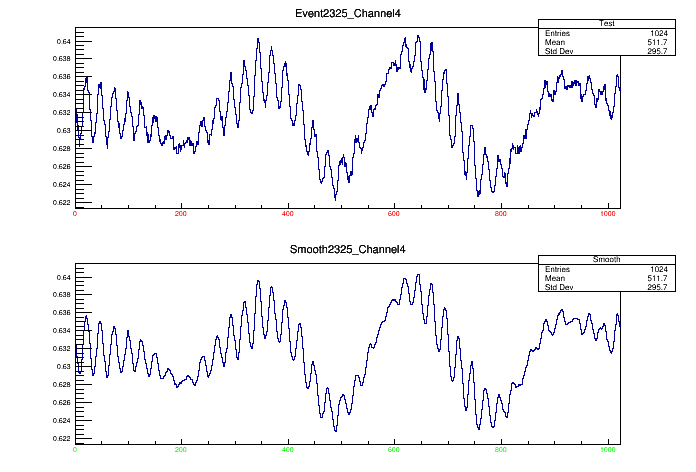 Event2325_Channel4
Test
Entries 1024
Mean 511.7
Std Dev 295.7
0.64
0.638
0.636
0.634
0.632
0.63
0.628
0.626
0.624
0.622
0 200 400 600 800 1000
Smooth2325_Channel4
Smooth
Entries 1024
Mean 511.7
Std Dev 295.7
0.64
0.638
0.636
0.634
0.632
0.63
0.628
0.626
0.624
0.622
0 200 400 600 800 1000